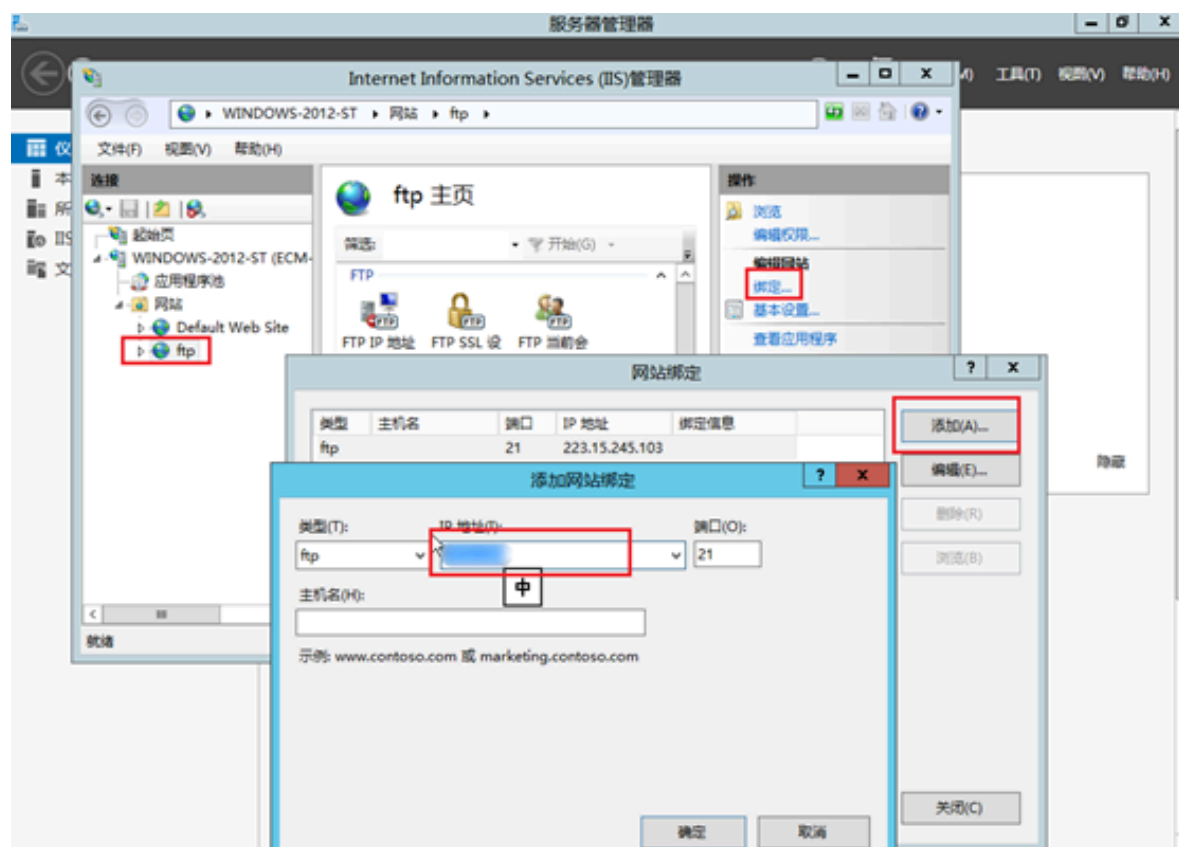 服务器管理器
Internet Information Services (IIS)管理器
工具(T) 视图(V) 帮助(H)
WINDOWS-2012-ST 网站 ftp
文件(F) 视图(V) 帮助(H)
仪
本
所
IIS
文
连接
起始页
WINDOWS-2012-ST (ECM-
应用程序池
网站
Default Web Site
ftp
就绪
ftp 主页
筛选: 开始(G)
FTP
FTP IP 地址 FTP SSL 设 FTP 当前会
操作
浏览
编辑权限...
编辑网站
绑定...
基本设置...
查看应用程序
隐藏
网站绑定
类型 主机名 端口 IP 地址 绑定信息
ftp 21 223.15.245.103
添加(A)...
编辑(E)...
删除(R)
浏览(B)
关闭(C)
添加网站绑定
类型(T): IP 地址(I): 端口(O):
ftp 21
中
主机名(H):
示例: www.contoso.com 或 marketing.contoso.com
确定 取消